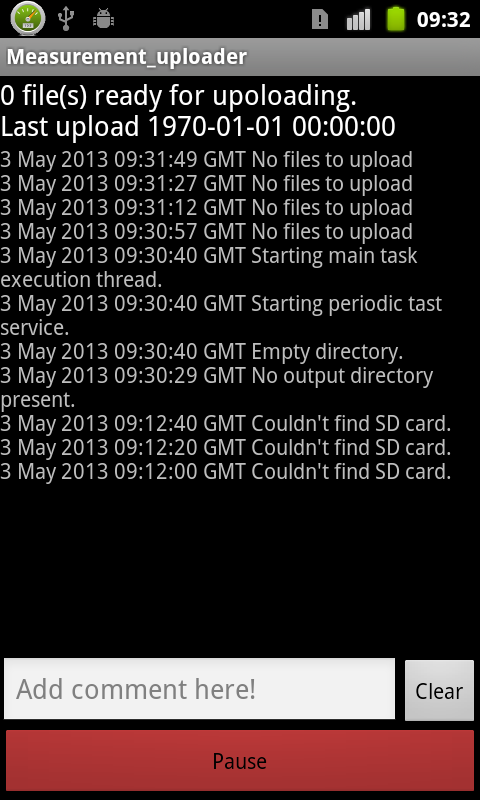 09:32
Measurement_uploader
0 file(s) ready for upoloading.
Last upload 1970-01-01 00:00:00
3 May 2013 09:31:49 GMT No files to upload
3 May 2013 09:31:27 GMT No files to upload
3 May 2013 09:31:12 GMT No files to upload
3 May 2013 09:30:57 GMT No files to upload
3 May 2013 09:30:40 GMT Starting main task
execution thread.
3 May 2013 09:30:40 GMT Starting periodic tast
service.
3 May 2013 09:30:40 GMT Empty directory.
3 May 2013 09:30:29 GMT No output directory
present.
3 May 2013 09:12:40 GMT Couldn't find SD card.
3 May 2013 09:12:20 GMT Couldn't find SD card.
3 May 2013 09:12:00 GMT Couldn't find SD card.
Add comment here!
Clear
Pause